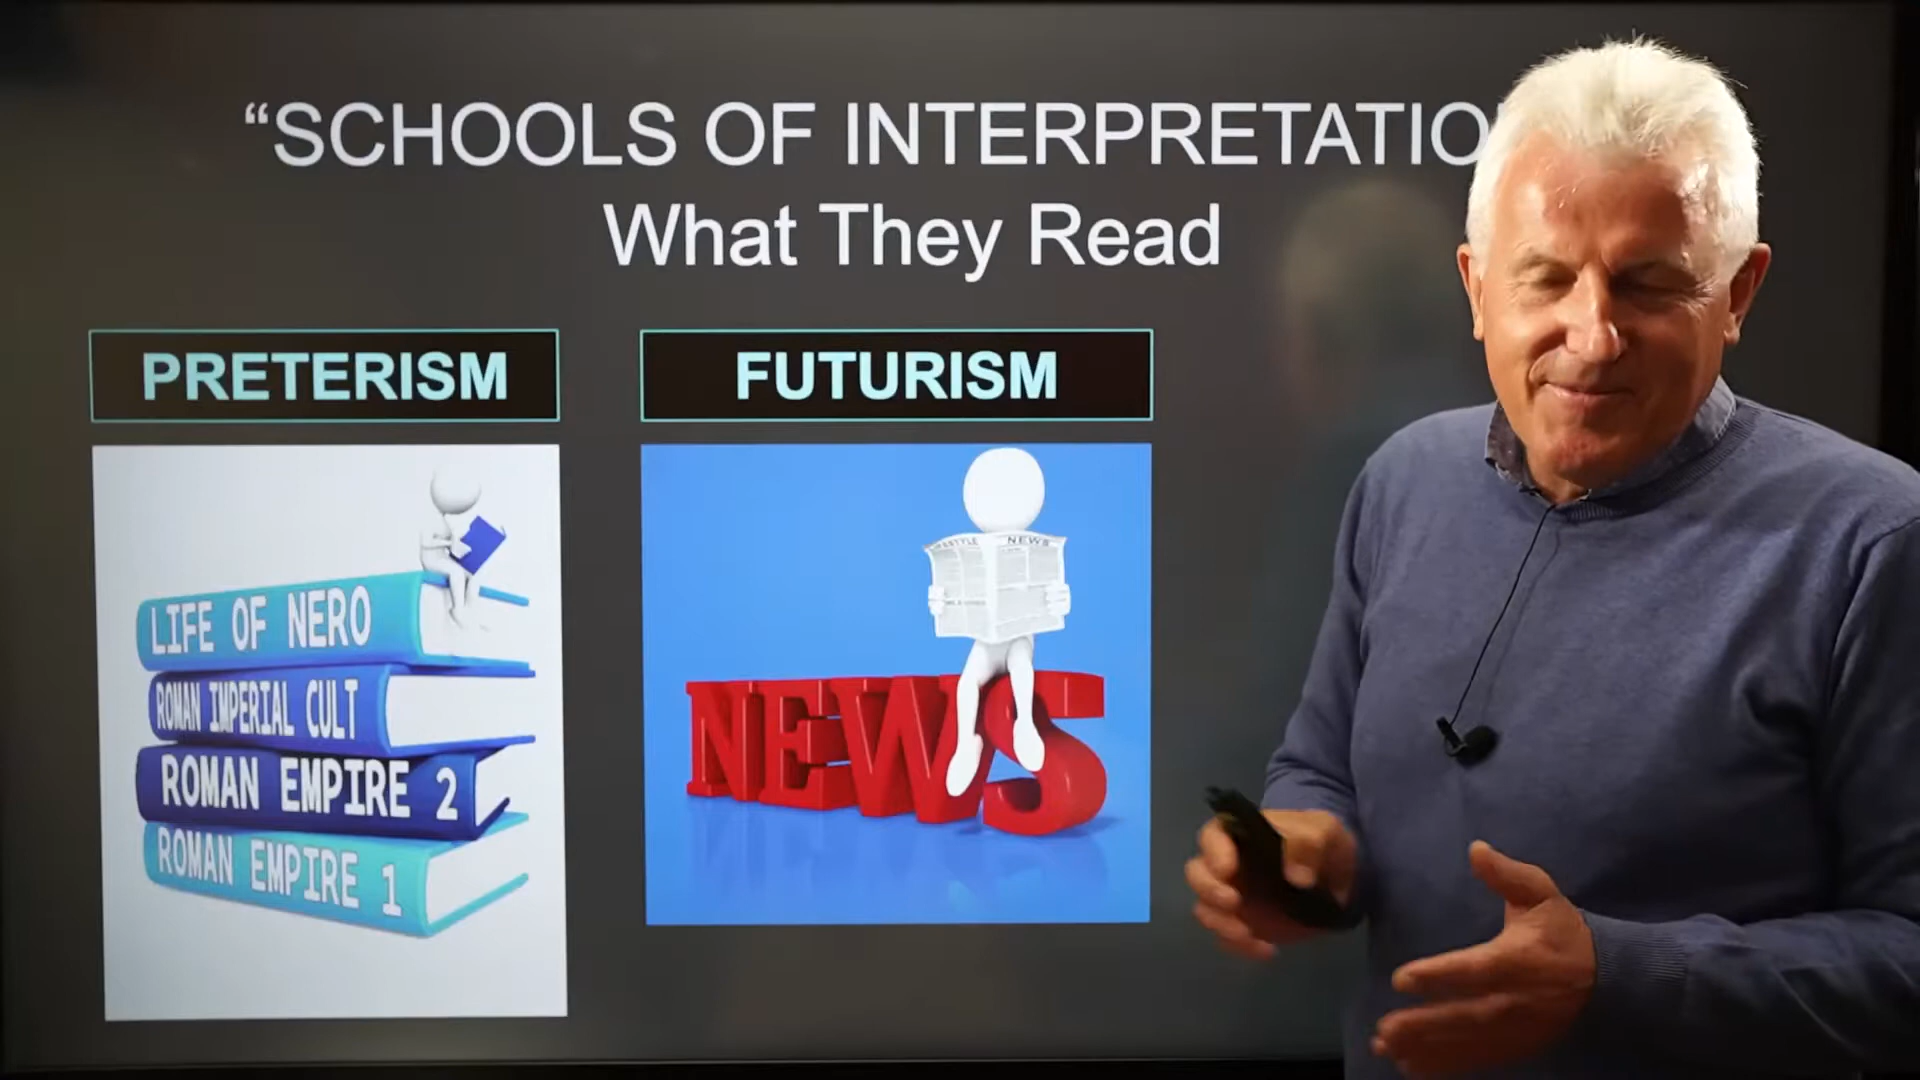 “SCHOOLS OF INTERPRETATIO
What They Read
PRETERISM
FUTURISM
LIFE OF NERO
ROMAN IMPERIAL CULT
ROMAN EMPIRE 2
ROMAN EMPIRE 1
NEWS
NEWS